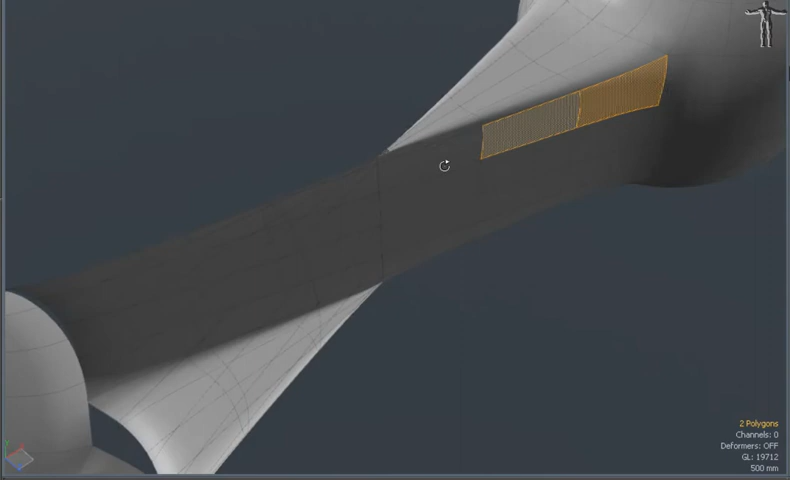 2 Polygons
Channels: 0
Deformers: OFF
GL: 19712
500 mm